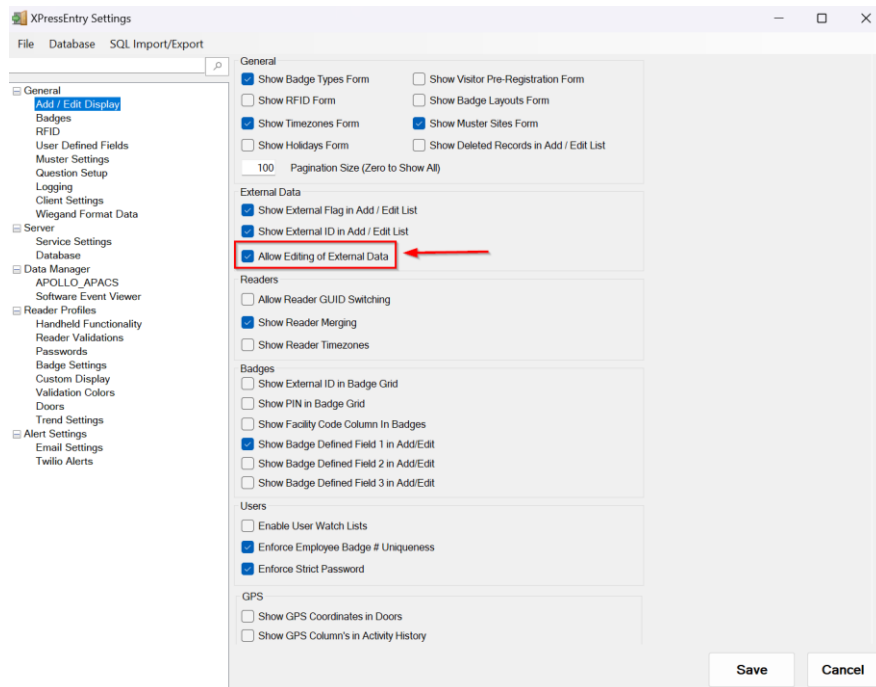 XPressEntry Settings
File Database SQL Import/Export
General
Add / Edit Display
Badges
RFID
User Defined Fields
Muster Settings
Question Setup
Logging
Client Settings
Wiegand Format Data
Server
Service Settings
Database
Data Manager
APOLLO_APACS
Software Event Viewer
Reader Profiles
Handheld Functionality
Reader Validations
Passwords
Badge Settings
Custom Display
Validation Colors
Doors
Trend Settings
Alert Settings
Email Settings
Twilio Alerts
General
Show Badge Types Form Show Visitor Pre-Registration Form
Show RFID Form Show Badge Layouts Form
Show Timezones Form Show Muster Sites Form
Show Holidays Form Show Deleted Records in Add / Edit List
100 Pagination Size (Zero to Show All)
External Data
Show External Flag in Add / Edit List
Show External ID in Add / Edit List
Allow Editing of External Data
Readers
Allow Reader GUID Switching
Show Reader Merging
Show Reader Timezones
Badges
Show External ID in Badge Grid
Show PIN in Badge Grid
Show Facility Code Column In Badges
Show Badge Defined Field 1 in Add/Edit
Show Badge Defined Field 2 in Add/Edit
Show Badge Defined Field 3 in Add/Edit
Users
Enable User Watch Lists
Enforce Employee Badge # Uniqueness
Enforce Strict Password
GPS
Show GPS Coordinates in Doors
Show GPS Column's in Activity History
Save Cancel